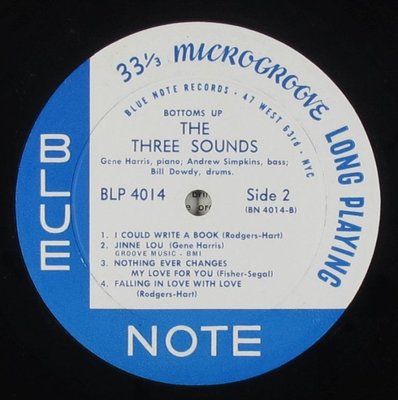 33⅓ MICROGROOVE LONG PLAYING
BLUE NOTE RECORDS · 47 WEST 63rd · NYC
BOTTOMS UP
THE
THREE SOUNDS
Gene Harris, piano; Andrew Simpkins, bass;
Bill Dowdy, drums.
BLP 4014
Side 2
(BN 4014-B)
1. I COULD WRITE A BOOK (Rodgers-Hart)
2. JINNE LOU (Gene Harris)
GROOVE MUSIC - BMI
3. NOTHING EVER CHANGES
MY LOVE FOR YOU (Fisher-Segal)
4. FALLING IN LOVE WITH LOVE
(Rodgers-Hart)
BLUE
NOTE